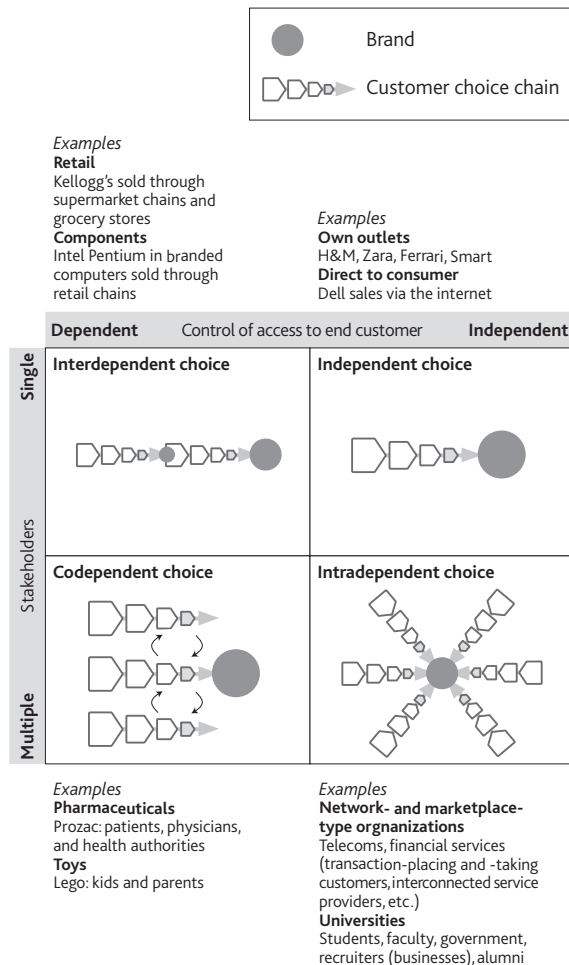 Brand
Customer choice chain
Examples
Retail
Kellogg's sold through
supermarket chains and
grocery stores
Components
Intel Pentium in branded
computers sold through
retail chains
Examples
Own outlets
H&M, Zara, Ferrari, Smart
Direct to consumer
Dell sales via the internet
Dependent Control of access to end customer Independent
Single
Stakeholders
Multiple
Interdependent choice
Independent choice
Codependent choice
Intradependent choice
Examples
Pharmaceuticals
Prozac: patients, physicians,
and health authorities
Toys
Lego: kids and parents
Examples
Network- and marketplace-
type orgnanizations
Telecoms, financial services
(transaction-placing and -taking
customers, interconnected service
providers, etc.)
Universities
Students, faculty, government,
recruiters (businesses), alumni